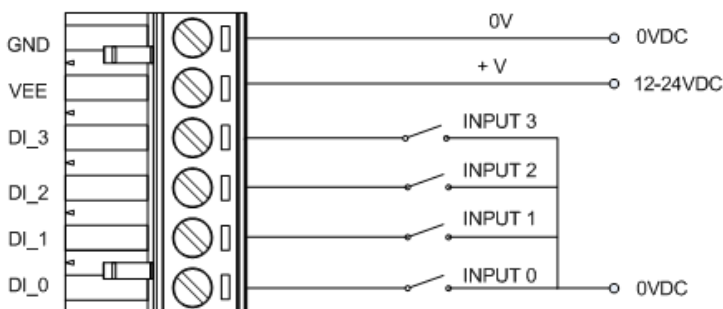 GND 0V 0VDC
VEE + V 12-24VDC
DI_3 INPUT 3
DI_2 INPUT 2
DI_1 INPUT 1
DI_0 INPUT 0 0VDC